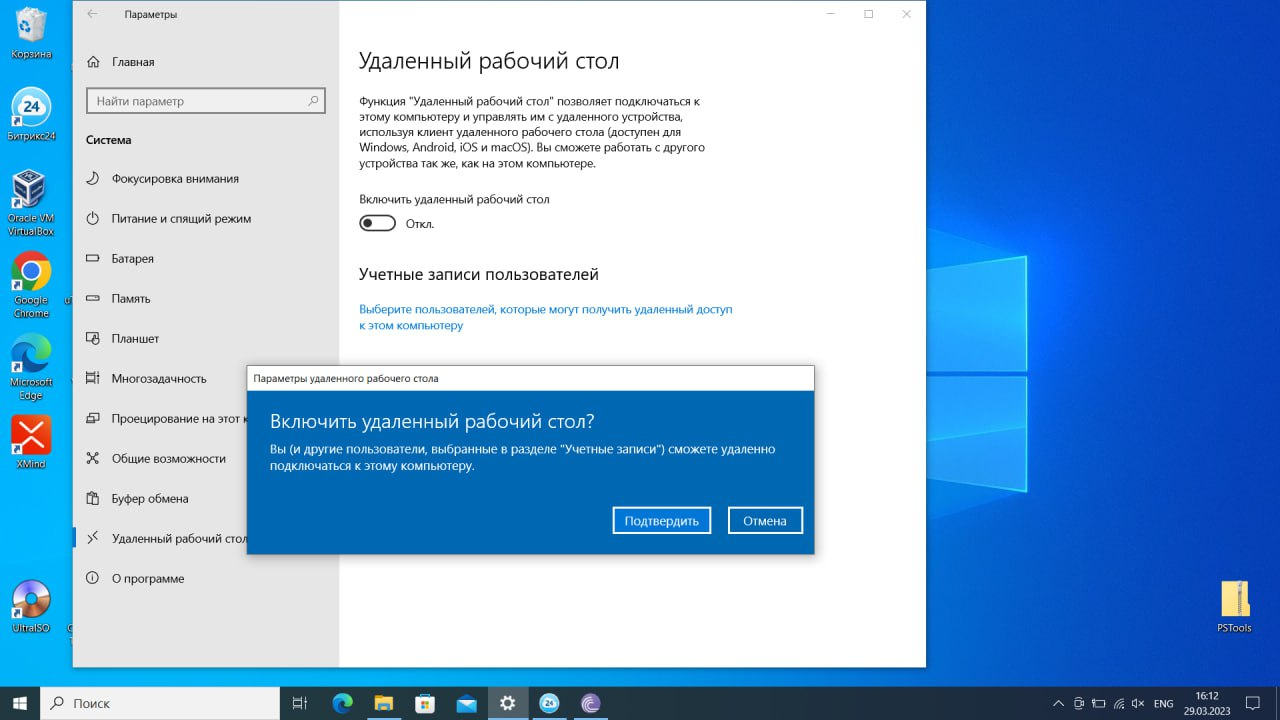 Корзина
24
Битрикс24
Oracle VM
VirtualBox
Google
Chrome
Microsoft
Edge
XMind
UltraISO
Параметры
Главная
Найти параметр
Система
Фокусировка внимания
Питание и спящий режим
Батарея
Память
Планшет
Многозадачность
Проецирование на этот к
Общие возможности
Буфер обмена
Удаленный рабочий стол
О программе
Удаленный рабочий стол
Функция "Удаленный рабочий стол" позволяет подключаться к
этому компьютеру и управлять им с удаленного устройства,
используя клиент удаленного рабочего стола (доступен для
Windows, Android, iOS и macOS). Вы сможете работать с другого
устройства так же, как на этом компьютере.
Включить удаленный рабочий стол
Откл.
Учетные записи пользователей
Выберите пользователей, которые могут получить удаленный доступ
к этом компьютеру
Параметры удаленного рабочего стола
Включить удаленный рабочий стол?
Вы (и другие пользователи, выбранные в разделе "Учетные записи") сможете удаленно
подключаться к этому компьютеру.
Подтвердить
Отмена
PSTools
Поиск
24
ENG
16:12
29.03.2023